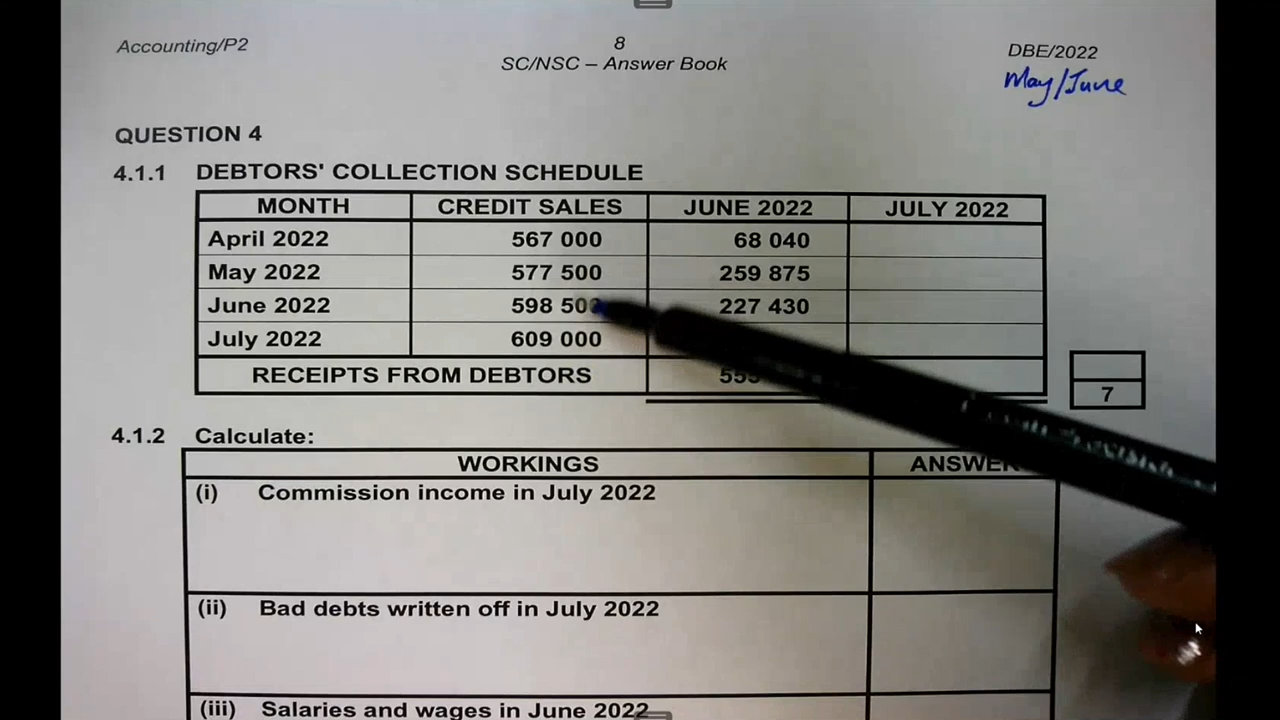 Accounting/P2 8 DBE/2022
SC/NSC – Answer Book
May/June
QUESTION 4
4.1.1 DEBTORS' COLLECTION SCHEDULE
MONTH CREDIT SALES JUNE 2022 JULY 2022
April 2022 567 000 68 040
May 2022 577 500 259 875
June 2022 598 500 227 430
July 2022 609 000
RECEIPTS FROM DEBTORS
7
4.1.2 Calculate:
WORKINGS ANSWER
(i) Commission income in July 2022
(ii) Bad debts written off in July 2022
(iii) Salaries and wages in June 2022